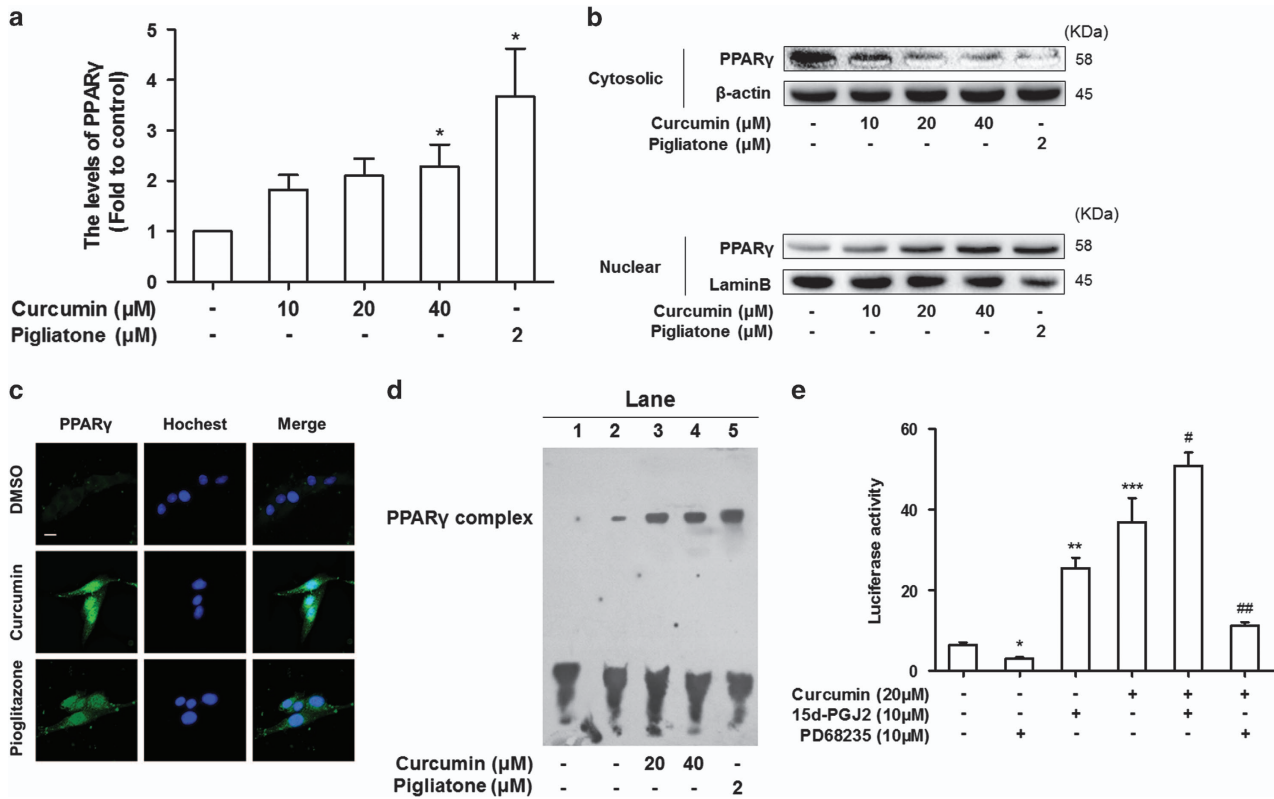 a
The levels of PPARγ
(Fold to control)
5
4
3
2
1
0
*
*
Curcumin (μM) - 10 20 40 -
Pigliatone (μM) - - - - 2
b
(KDa)
Cytosolic
PPARγ 58
β-actin 45
Curcumin (μM) - 10 20 40 -
Pigliatone (μM) - - - - 2
(KDa)
Nuclear
PPARγ 58
LaminB 45
Curcumin (μM) - 10 20 40 -
Pigliatone (μM) - - - - 2
c
PPARγ Hochest Merge
DMSO
Curcumin
Pioglitazone
d
Lane
1 2 3 4 5
PPARγ complex
Curcumin (μM) - - 20 40 -
Pigliatone (μM) - - - - 2
e
Luciferase activity
60
40
20
0
* ** *** # ##
Curcumin (20μM) - - - + + +
15d-PGJ2 (10μM) - - + - + -
PD68235 (10μM) - + - - - +